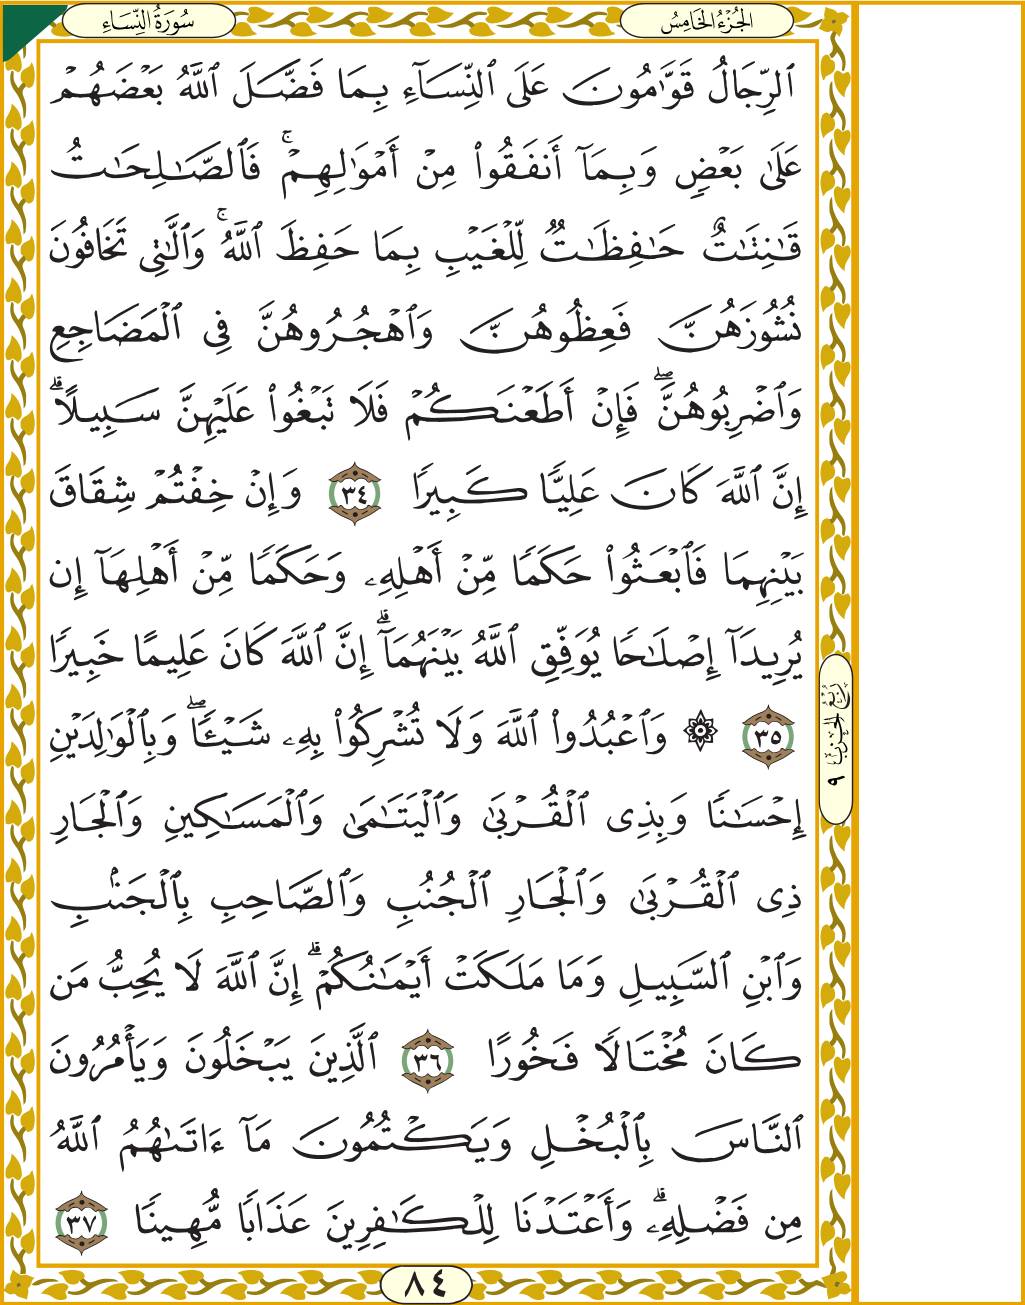 سُورَةُ النِّسَاءِ
الجُزْءُ الخَامِسُ
ٱلرِّجَالُ قَوَّٰمُونَ عَلَى ٱلنِّسَآءِ بِمَا فَضَّلَ ٱللَّهُ بَعْضَهُمْ
عَلَىٰ بَعْضٍ وَبِمَآ أَنفَقُوا۟ مِنْ أَمْوَٰلِهِمْ ۚ فَٱلصَّـٰلِحَـٰتُ
قَـٰنِتَـٰتٌ حَـٰفِظَـٰتٌ لِّلْغَيْبِ بِمَا حَفِظَ ٱللَّهُ ۚ وَٱلَّـٰتِى تَخَافُونَ
نُشُوزَهُنَّ فَعِظُوهُنَّ وَٱهْجُرُوهُنَّ فِى ٱلْمَضَاجِعِ
وَٱضْرِبُوهُنَّ ۖ فَإِنْ أَطَعْنَكُمْ فَلَا تَبْغُوا۟ عَلَيْهِنَّ سَبِيلًا ۗ
إِنَّ ٱللَّهَ كَانَ عَلِيًّا كَبِيرًا ٣٤ وَإِنْ خِفْتُمْ شِقَاقَ
بَيْنِهِمَا فَٱبْعَثُوا۟ حَكَمًا مِّنْ أَهْلِهِۦ وَحَكَمًا مِّنْ أَهْلِهَآ إِن
يُرِيدَآ إِصْلَـٰحًا يُوَفِّقِ ٱللَّهُ بَيْنَهُمَآ ۗ إِنَّ ٱللَّهَ كَانَ عَلِيمًا خَبِيرًا
٣٥ ۞ وَٱعْبُدُوا۟ ٱللَّهَ وَلَا تُشْرِكُوا۟ بِهِۦ شَيْـًٔا ۖ وَبِٱلْوَٰلِدَيْنِ
إِحْسَـٰنًا وَبِذِى ٱلْقُرْبَىٰ وَٱلْيَتَـٰمَىٰ وَٱلْمَسَـٰكِينِ وَٱلْجَارِ
ذِى ٱلْقُرْبَىٰ وَٱلْجَارِ ٱلْجُنُبِ وَٱلصَّاحِبِ بِٱلْجَنۢبِ
وَٱبْنِ ٱلسَّبِيلِ وَمَا مَلَكَتْ أَيْمَـٰنُكُمْ ۗ إِنَّ ٱللَّهَ لَا يُحِبُّ مَن
كَانَ مُخْتَالًا فَخُورًا ٣٦ ٱلَّذِينَ يَبْخَلُونَ وَيَأْمُرُونَ
ٱلنَّاسَ بِٱلْبُخْلِ وَيَكْتُمُونَ مَآ ءَاتَىٰهُمُ ٱللَّهُ
مِن فَضْلِهِۦ ۗ وَأَعْتَدْنَا لِلْكَـٰفِرِينَ عَذَابًا مُّهِينًا ٣٧
رُبْعُ الحِزْبِ ٩
٨٤